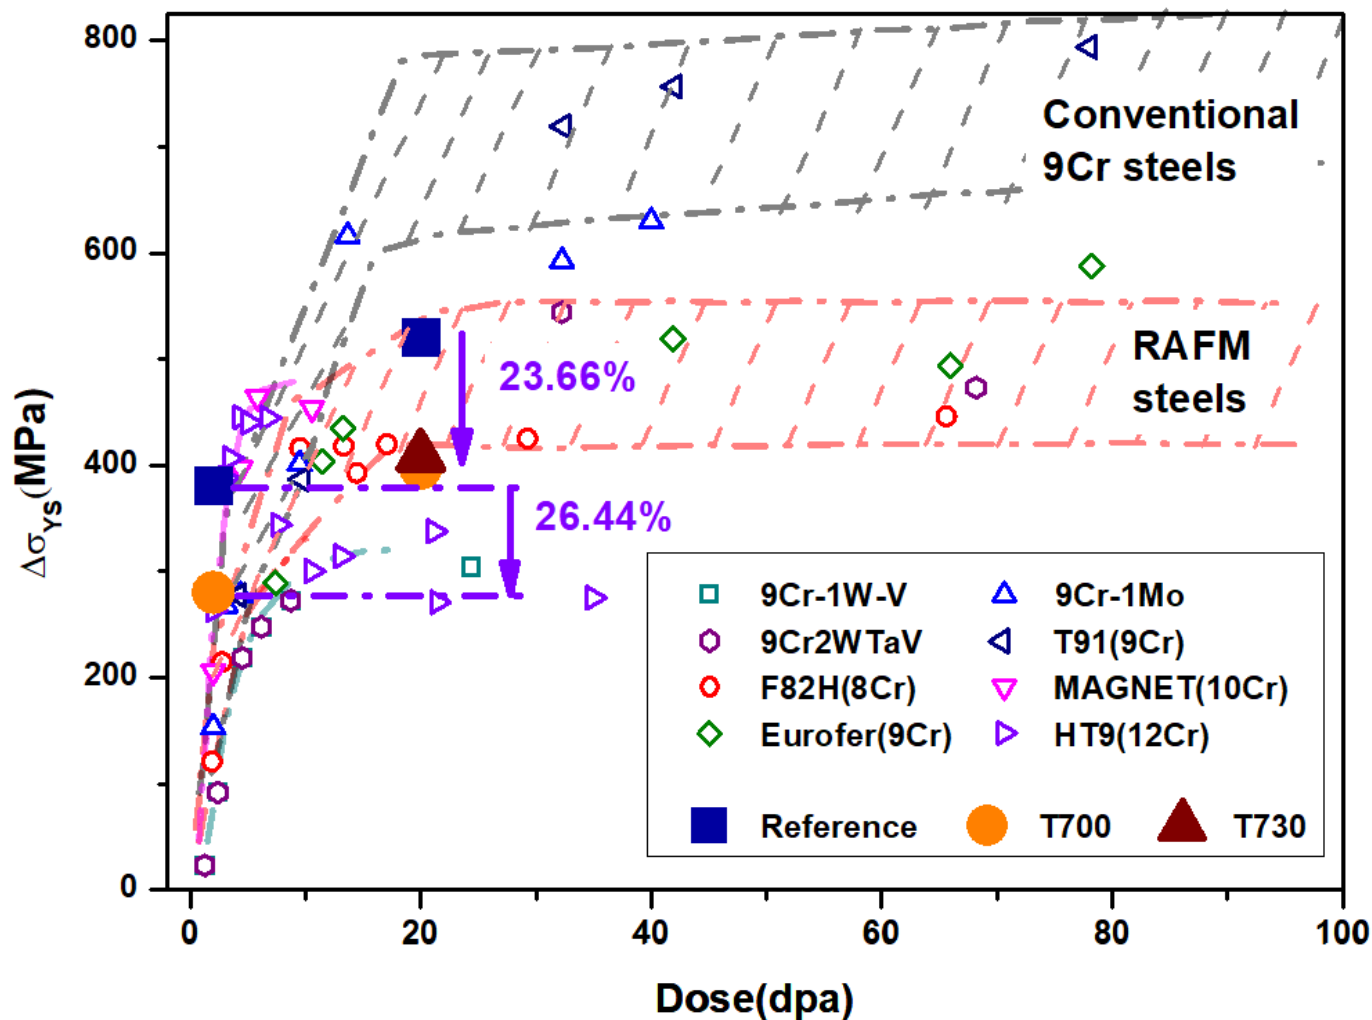 800
600
400
200
0
0
20
40
60
80
100
ΔσYs(MPa)
Dose(dpa)
Conventional
9Cr steels
RAFM
steels
23.66%
26.44%
9Cr-1W-V
9Cr-1Mo
9Cr2WTaV
T91(9Cr)
F82H(8Cr)
MAGNET(10Cr)
Eurofer(9Cr)
HT9(12Cr)
Reference
T700
T730